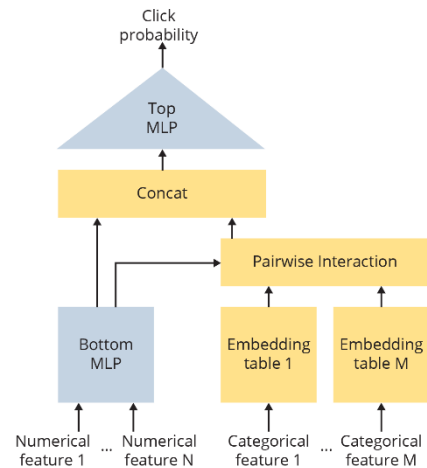 Click
probability
Top
MLP
Concat
Pairwise Interaction
Bottom
MLP
Embedding
table 1
Embedding
table M
Numerical
feature 1
...
Numerical
feature N
Categorical
feature 1
...
Categorical
feature M